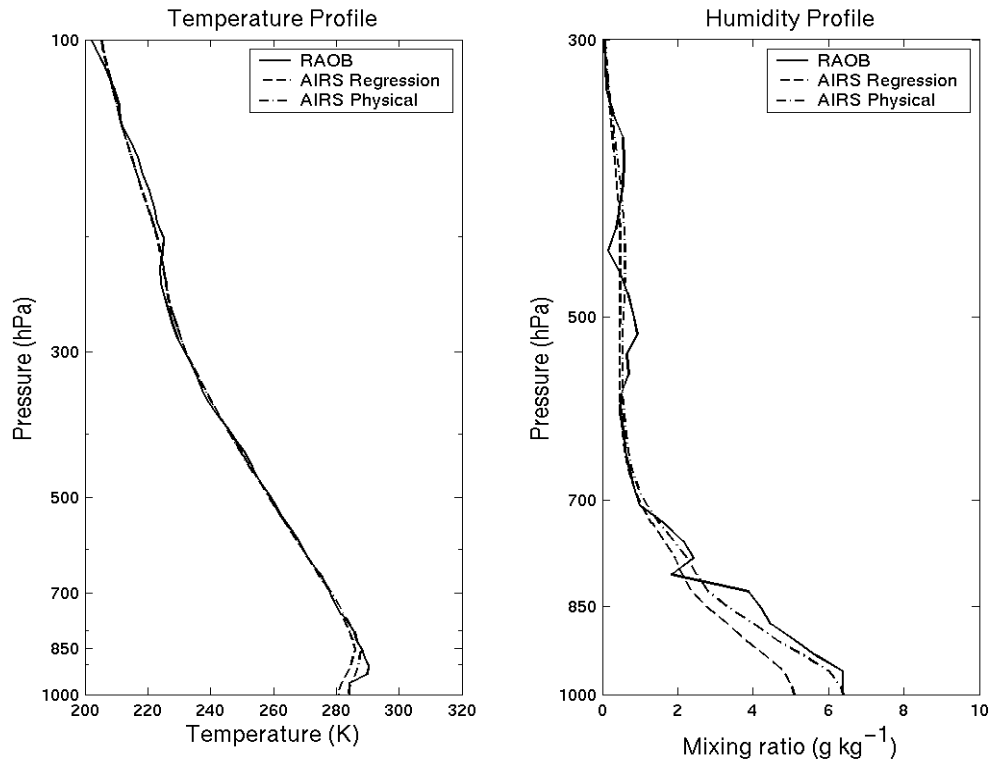 Temperature Profile
100
300
500
700
850
1000
200
220
240
260
280
300
320
Pressure (hPa)
Temperature (K)
RAOB
AIRS Regression
AIRS Physical
Humidity Profile
300
500
700
850
1000
0
2
4
6
8
10
Pressure (hPa)
Mixing ratio (g kg⁻¹)
RAOB
AIRS Regression
AIRS Physical